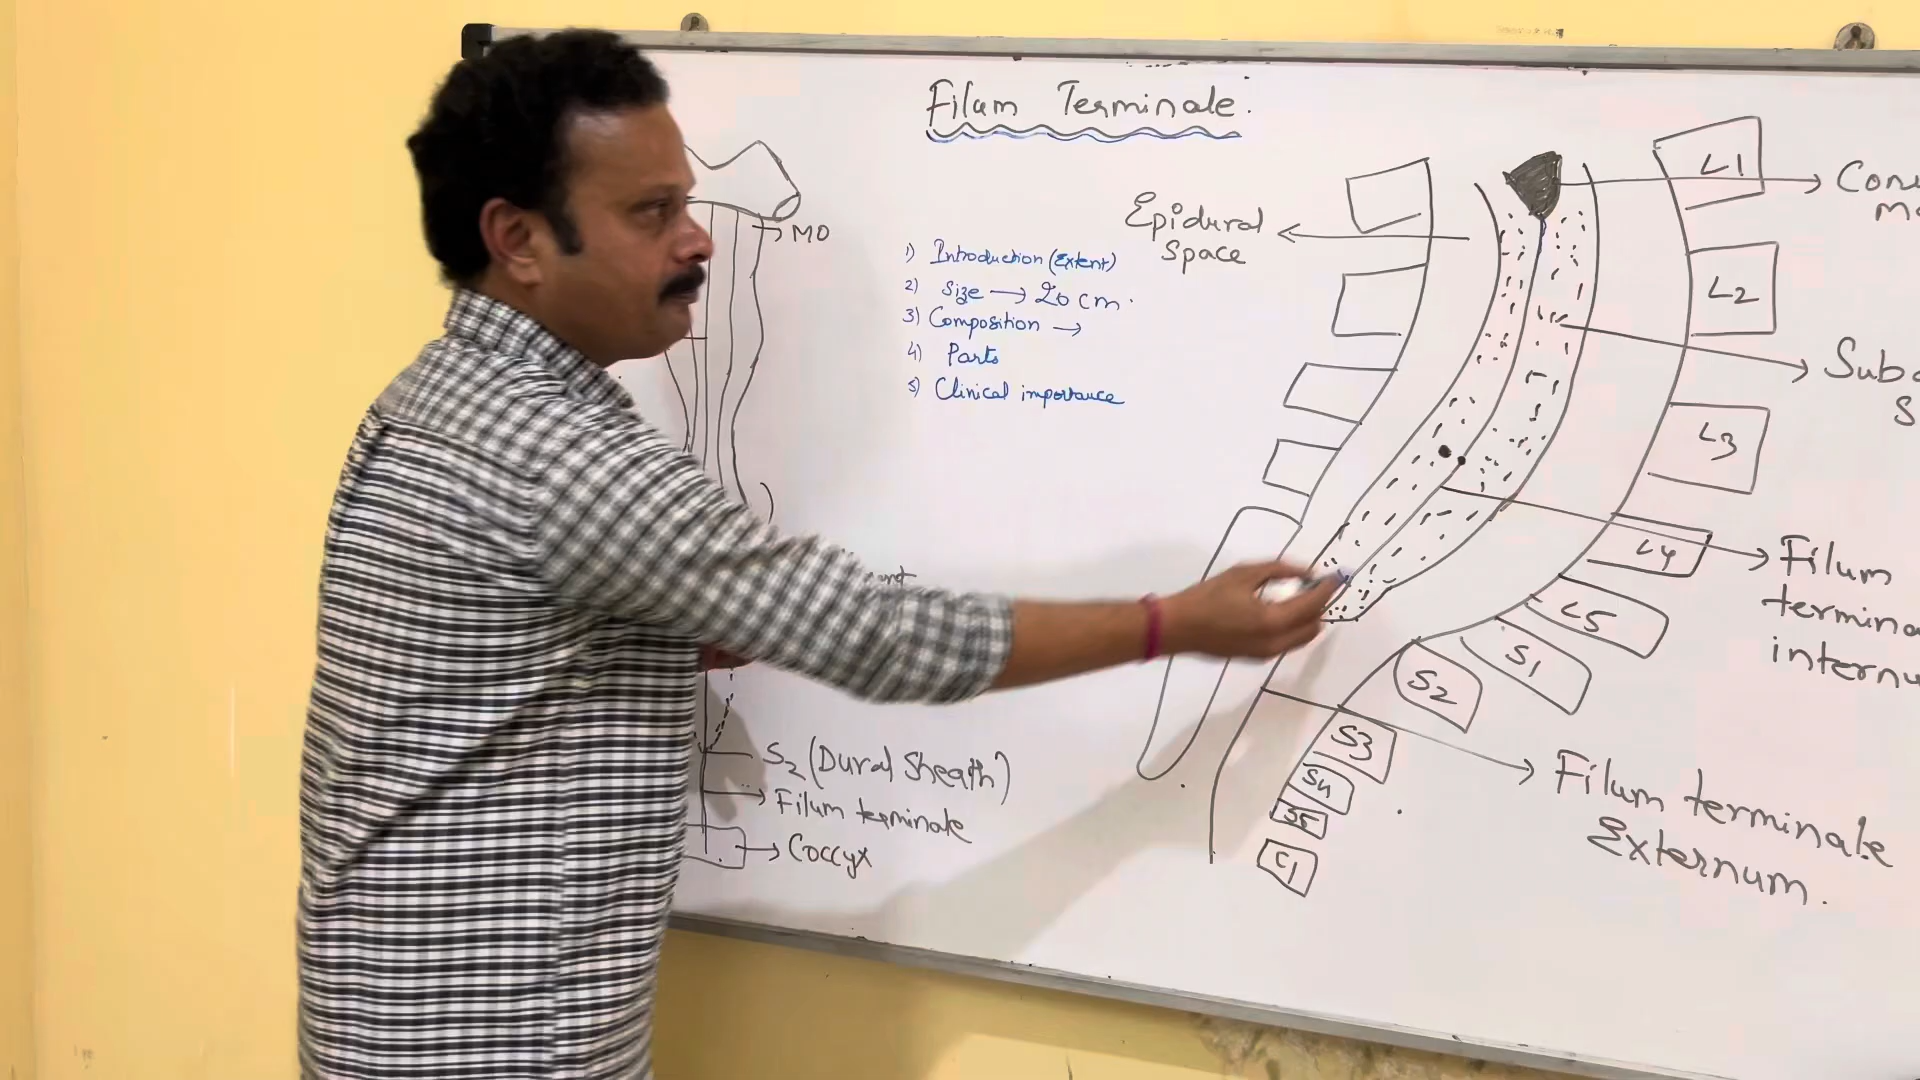 Filum Terminale.
MO
1) Introduction (Extent)
2) Size → 20 cm.
3) Composition →
4) Parts
5) Clinical importance
Epidural
Space
S2 (Dural Sheath)
Filum terminale
Coccyx
L1
L2
L3
L4
L5
S1
S2
S3
S4
S5
C1
Filum
Filum terminale
Externum.